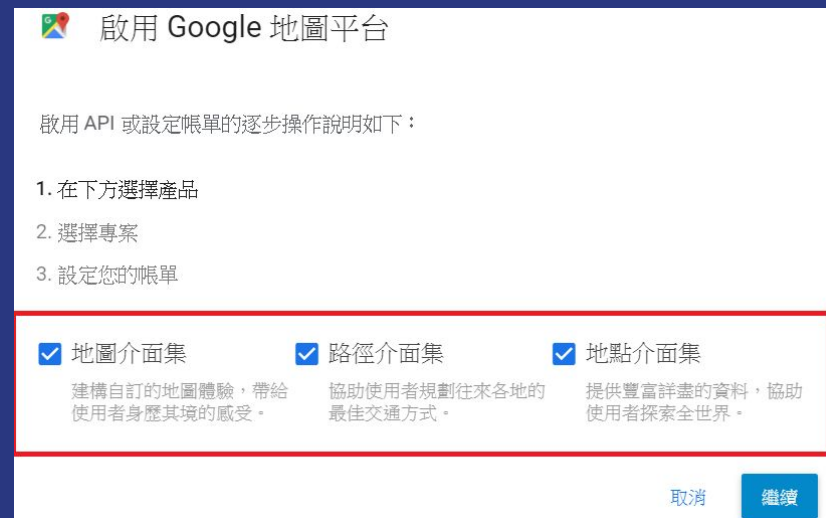 啟用 Google 地圖平台
啟用 API 或設定帳單的逐步操作說明如下：
1. 在下方選擇產品
2. 選擇專案
3. 設定您的帳單
地圖介面集
建構自訂的地圖體驗，帶給
使用者身歷其境的感受。
路徑介面集
協助使用者規劃往來各地的
最佳交通方式。
地點介面集
提供豐富詳盡的資料，協助
使用者探索全世界。
取消 繼續